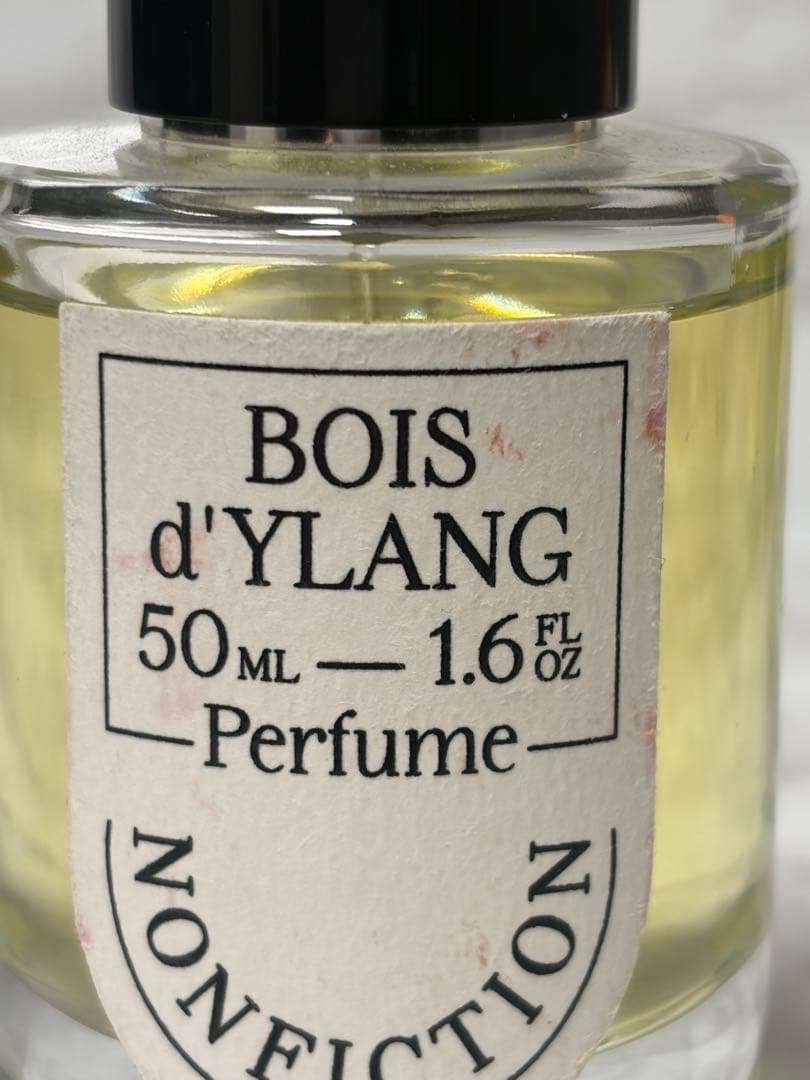 BOIS
d'YLANG
50ML — 1.6 FL OZ
Perfume
NONFICTION